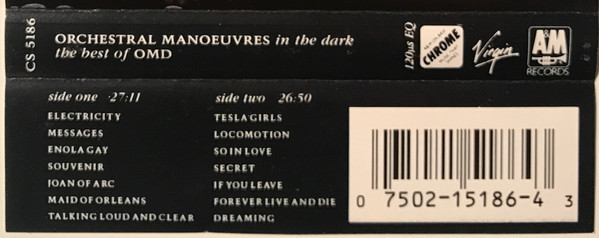 CS 5186
ORCHESTRAL MANOEUVRES in the dark
the best of OMD
120µs EQ
CHROME
Virgin
A&M
RECORDS
side one ·27:11
ELECTRICITY
MESSAGES
ENOLA GAY
SOUVENIR
JOAN OF ARC
MAID OF ORLEANS
TALKING LOUD AND CLEAR
side two 26:50
TESLA GIRLS
LOCOMOTION
SO IN LOVE
SECRET
IF YOU LEAVE
FOREVER LIVE AND DIE
DREAMING
0 7502-15186-4 3